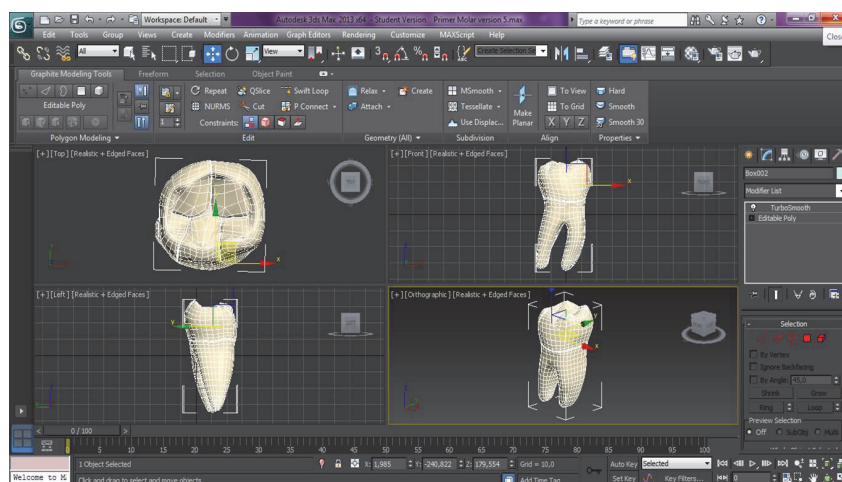 Workspace: Default
Autodesk 3ds Max 2013 x64 - Student Version Primer Molar version 5.max
Type a keyword or phrase
Edit Tools Group Views Create Modifiers Animation Graph Editors Rendering Customize MAXScript Help
Close
All
View
Create Selection Se
Graphite Modeling Tools Freeform Selection Object Paint
Editable Poly
Repeat QSlice Swift Loop
NURMS Cut P Connect
Constraints:
Relax Create
Attach
MSmooth
Tessellate
Use Displac...
Make Planar
To View
To Grid
X Y Z
Hard
Smooth
Smooth 30
Polygon Modeling Edit Geometry (All) Subdivision Align Properties
[+] [Top] [Realistic + Edged Faces]
[+] [Front] [Realistic + Edged Faces]
[+] [Left] [Realistic + Edged Faces]
[+] [Orthographic] [Realistic + Edged Faces]
Box002
Modifier List
TurboSmooth
Editable Poly
Selection
By Vertex
Ignore Backfacing
By Angle: 45,0
Shrink Grow
Ring Loop
Preview Selection
Off SubObj Multi
0 / 100
0 5 10 15 20 25 30 35 40 45 50 55 60 65 70 75 80 85 90 95 100
1 Object Selected
X: 1,985 Y: -240,822 Z: 179,554 Grid = 10,0
Auto Key Selected
Welcome to M
Click and drag to select and move objects
Add Time Tag
Set Key Key Filters... 0